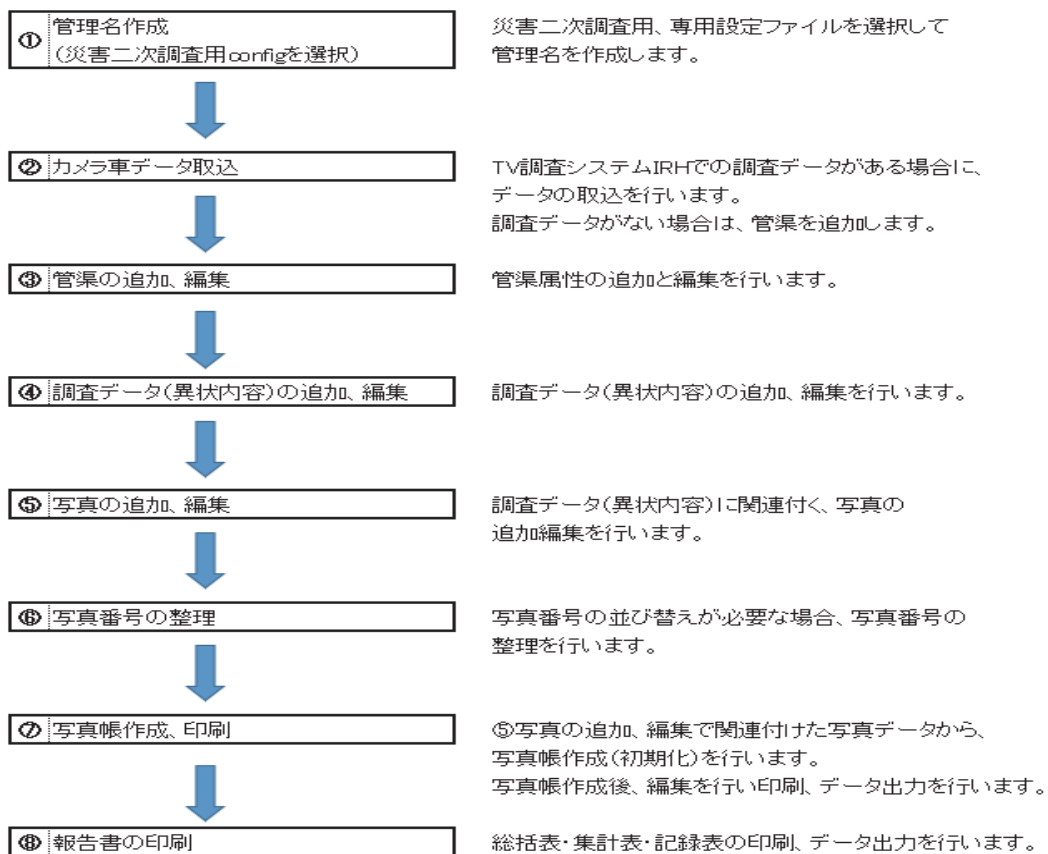 ① 管理名作成
(災害二次調査用configを選択)
災害二次調査用、専用設定ファイルを選択して
管理名を作成します。
② カメラ車データ取込
TV調査システムIRHでの調査データがある場合に、
データの取込を行います。
調査データがない場合は、管渠を追加します。
③ 管渠の追加、編集
管渠属性の追加と編集を行います。
④ 調査データ(異状内容)の追加、編集
調査データ(異状内容)の追加、編集を行います。
⑤ 写真の追加、編集
調査データ(異状内容)に関連付く、写真の
追加編集を行います。
⑥ 写真番号の整理
写真番号の並び替えが必要な場合、写真番号の
整理を行います。
⑦ 写真帳作成、印刷
⑤写真の追加、編集で関連付けた写真データから、
写真帳作成(初期化)を行います。
写真帳作成後、編集を行い印刷、データ出力を行います。
⑧ 報告書の印刷
総括表・集計表・記録表の印刷、データ出力を行います。